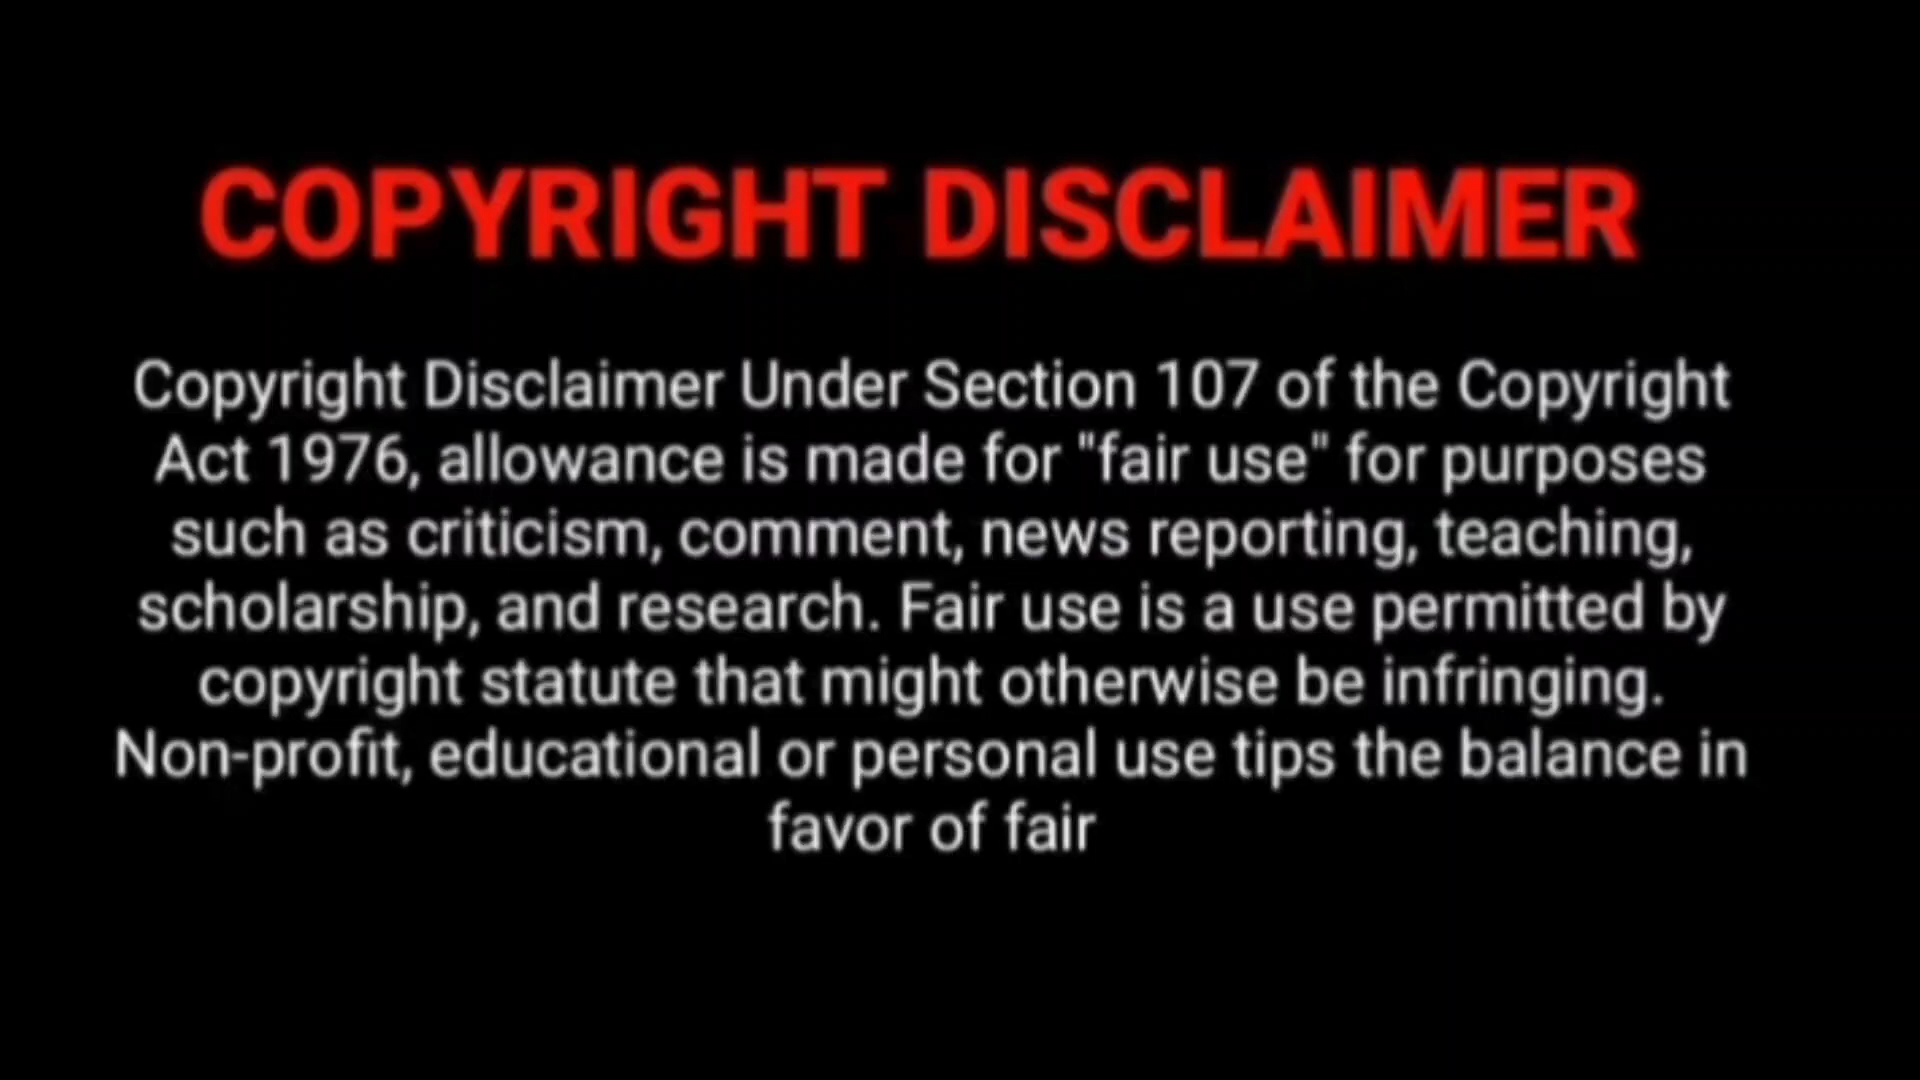 COPYRIGHT DISCLAIMER
Copyright Disclaimer Under Section 107 of the Copyright
Act 1976, allowance is made for "fair use" for purposes
such as criticism, comment, news reporting, teaching,
scholarship, and research. Fair use is a use permitted by
copyright statute that might otherwise be infringing.
Non-profit, educational or personal use tips the balance in
favor of fair